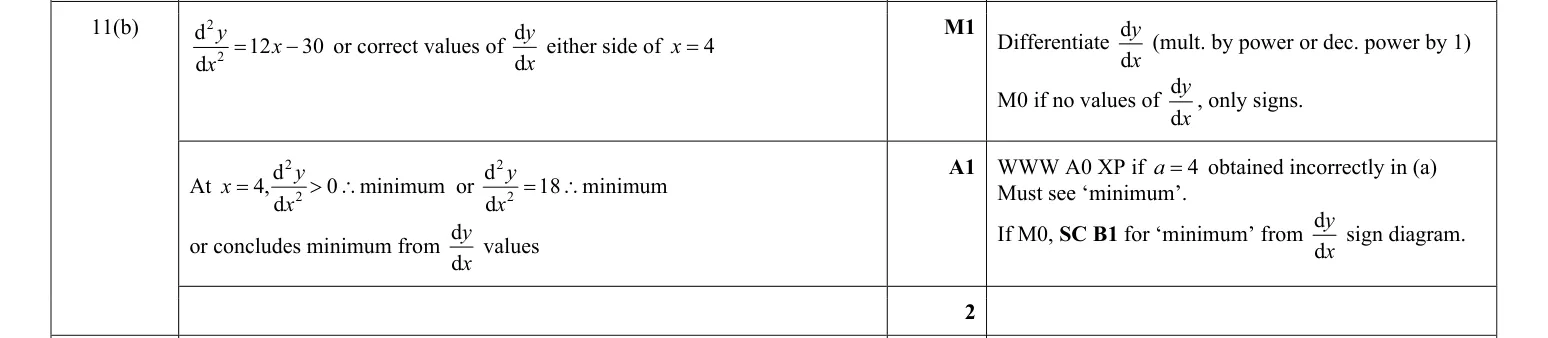 11(b)
d²y/dx² = 12x − 30 or correct values of dy/dx either side of x = 4
M1
Differentiate dy/dx (mult. by power or dec. power by 1)
M0 if no values of dy/dx, only signs.
At x = 4, d²y/dx² > 0 ∴ minimum or d²y/dx² = 18 ∴ minimum
or concludes minimum from dy/dx values
A1
WWW A0 XP if a = 4 obtained incorrectly in (a)
Must see ‘minimum’.
If M0, SC B1 for ‘minimum’ from dy/dx sign diagram.
2